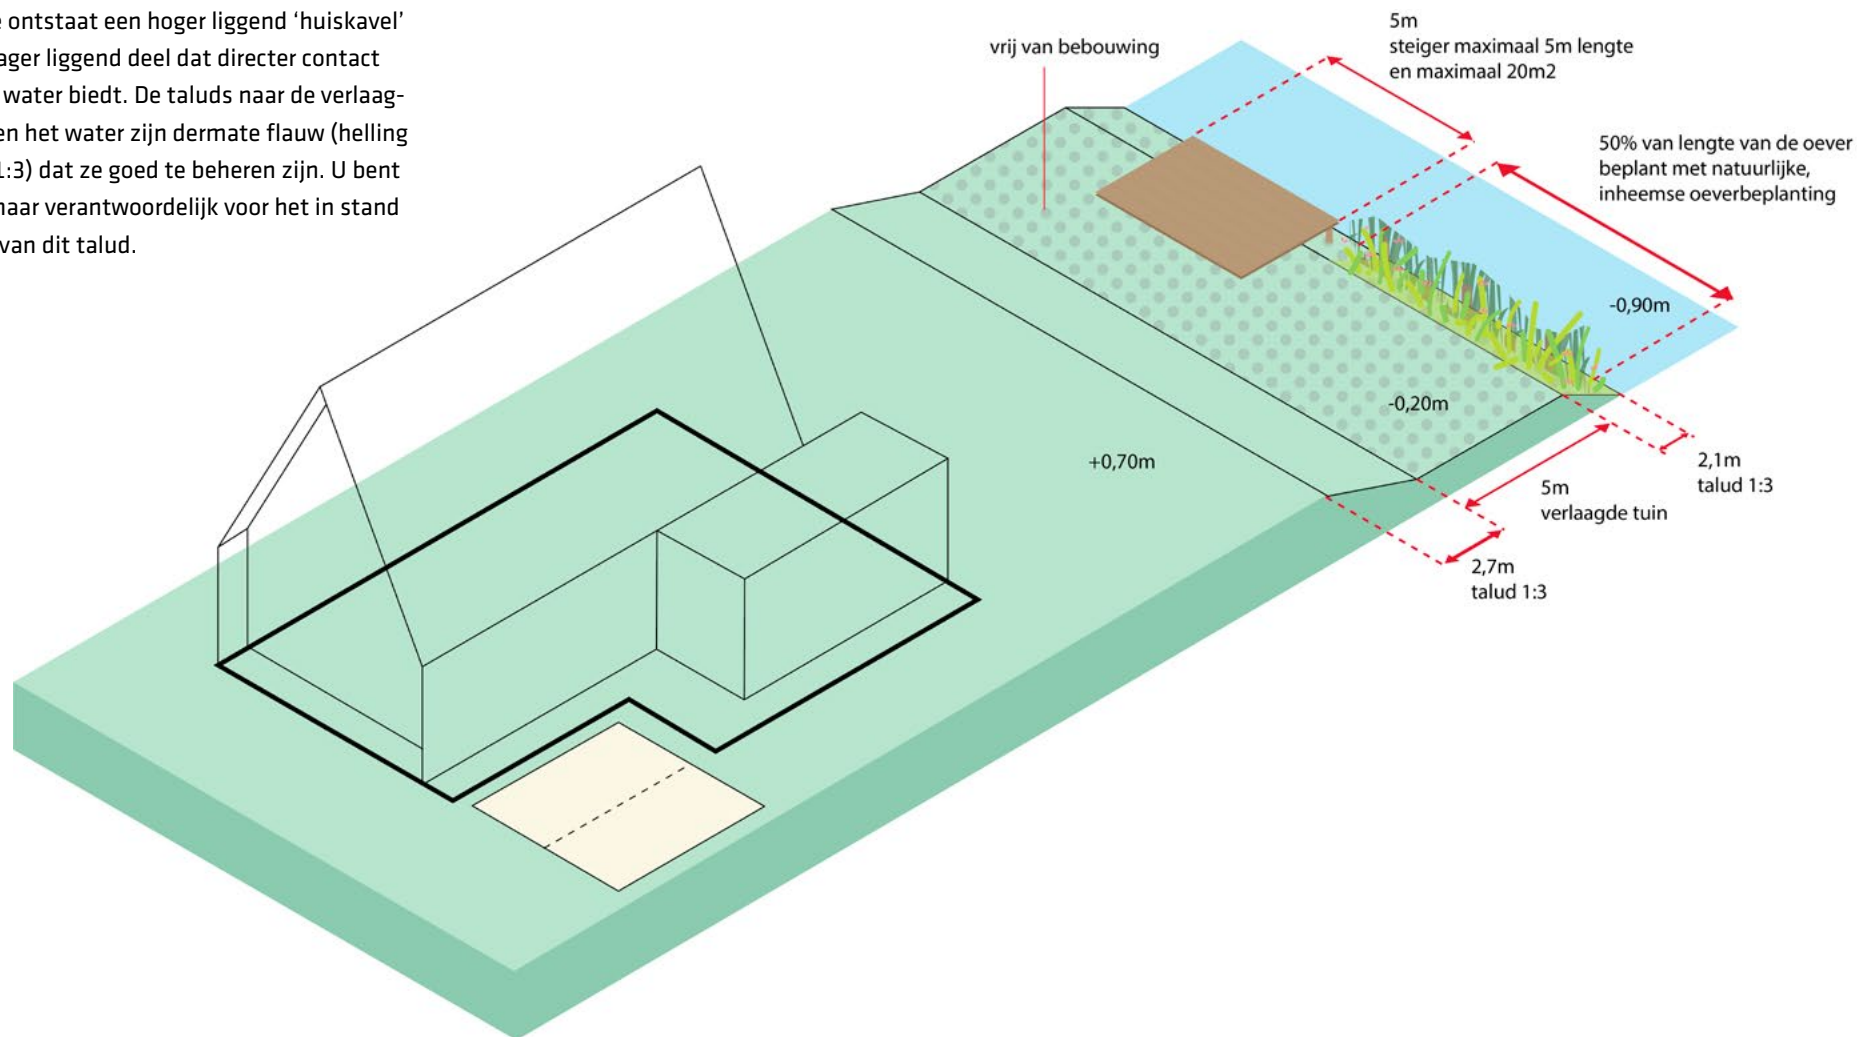 ontstaat een hoger liggend ‘huiskavel’
ager liggend deel dat directer contact
water biedt. De taluds naar de verlaag-
en het water zijn dermate flauw (helling
1:3) dat ze goed te beheren zijn. U bent
naar verantwoordelijk voor het in stand
van dit talud.
vrij van bebouwing
5m
steiger maximaal 5m lengte
en maximaal 20m2
50% van lengte van de oever
beplant met natuurlijke,
inheemse oeverbeplanting
-0,90m
-0,20m
+0,70m
2,1m
talud 1:3
5m
verlaagde tuin
2,7m
talud 1:3